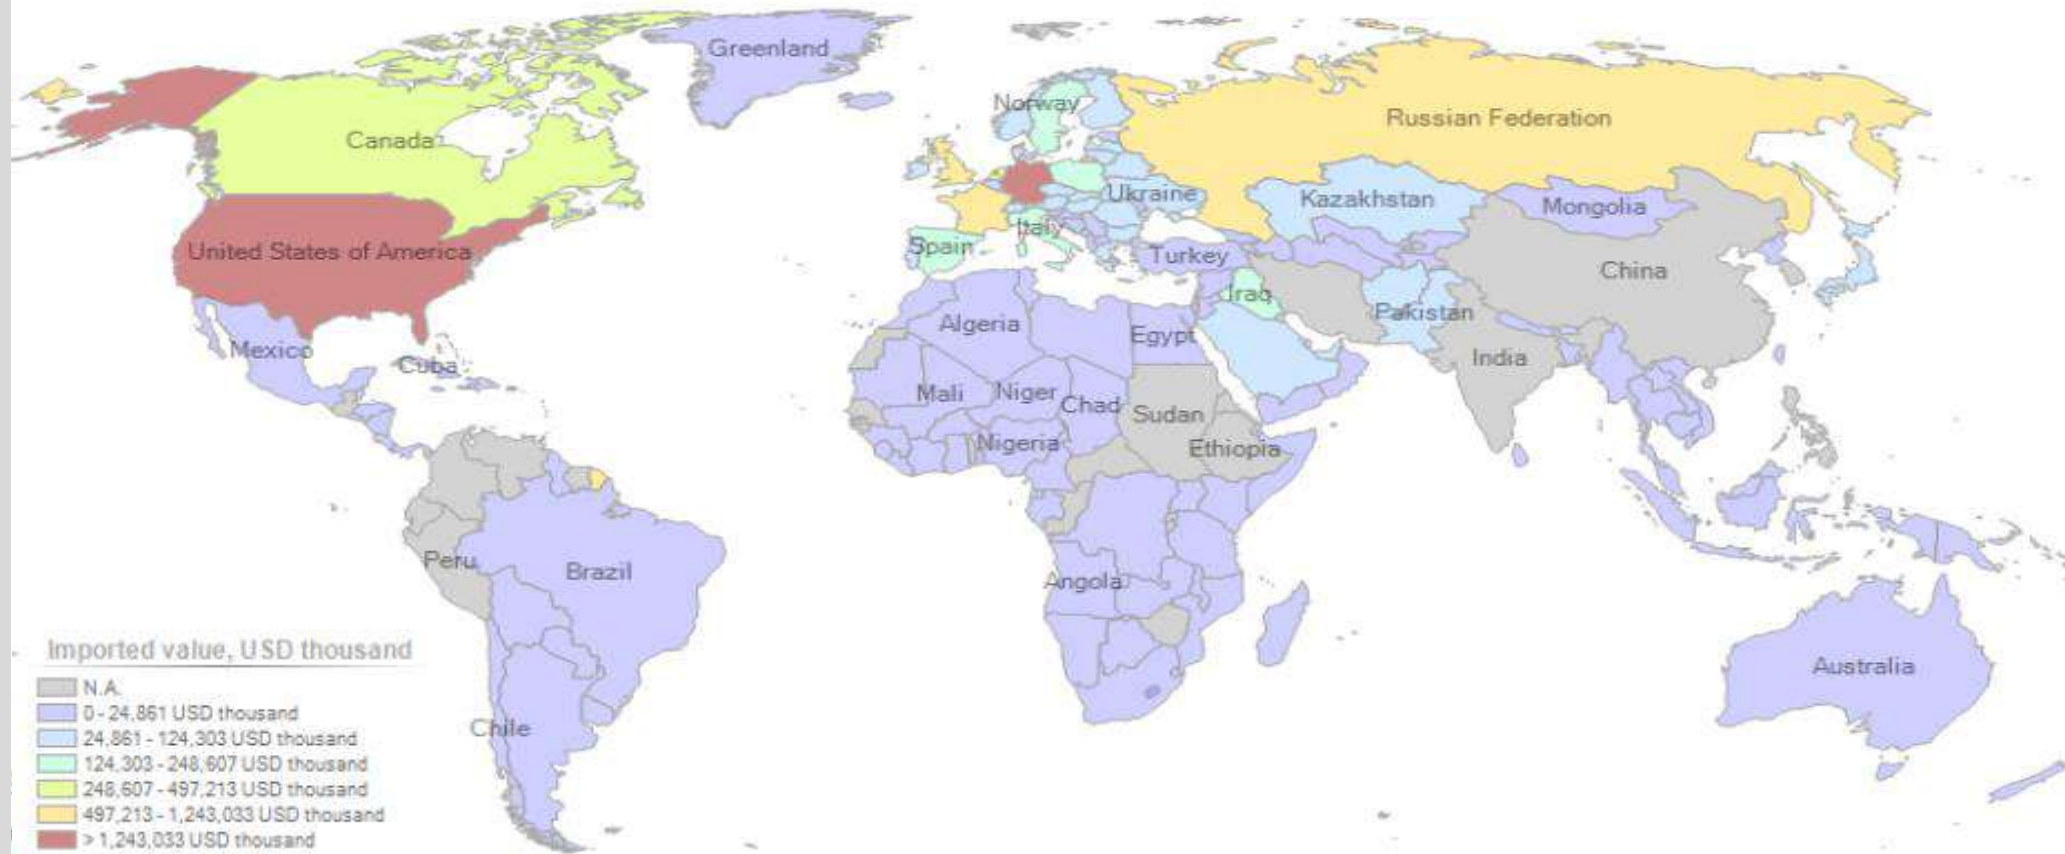 Greenland
Norway
Russian Federation
Canada
Ukraine
Kazakhstan
Mongolia
Italy
United States of America
Spain
Turkey
China
Iraq
Pakistan
Algeria
Egypt
Mexico
India
Cuba
Mali
Niger
Chad
Sudan
Nigeria
Ethiopia
Peru
Brazil
Angola
Australia
Chile
Imported value, USD thousand
N.A.
0 - 24,861 USD thousand
24,861 - 124,303 USD thousand
124,303 - 248,607 USD thousand
248,607 - 497,213 USD thousand
497,213 - 1,243,033 USD thousand
> 1,243,033 USD thousand